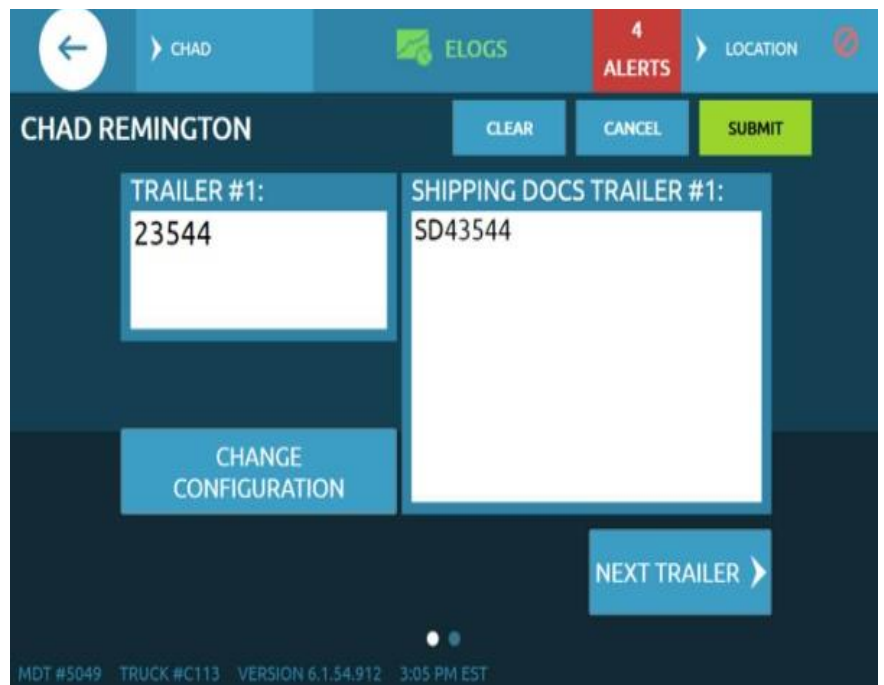 CHAD
ELOGS
4
ALERTS
LOCATION
CHAD REMINGTON
CLEAR
CANCEL
SUBMIT
TRAILER #1:
23544
SHIPPING DOCS TRAILER #1:
SD43544
CHANGE
CONFIGURATION
NEXT TRAILER
MDT #5049 TRUCK #C113 VERSION 6.1.54.912 3:05 PM EST